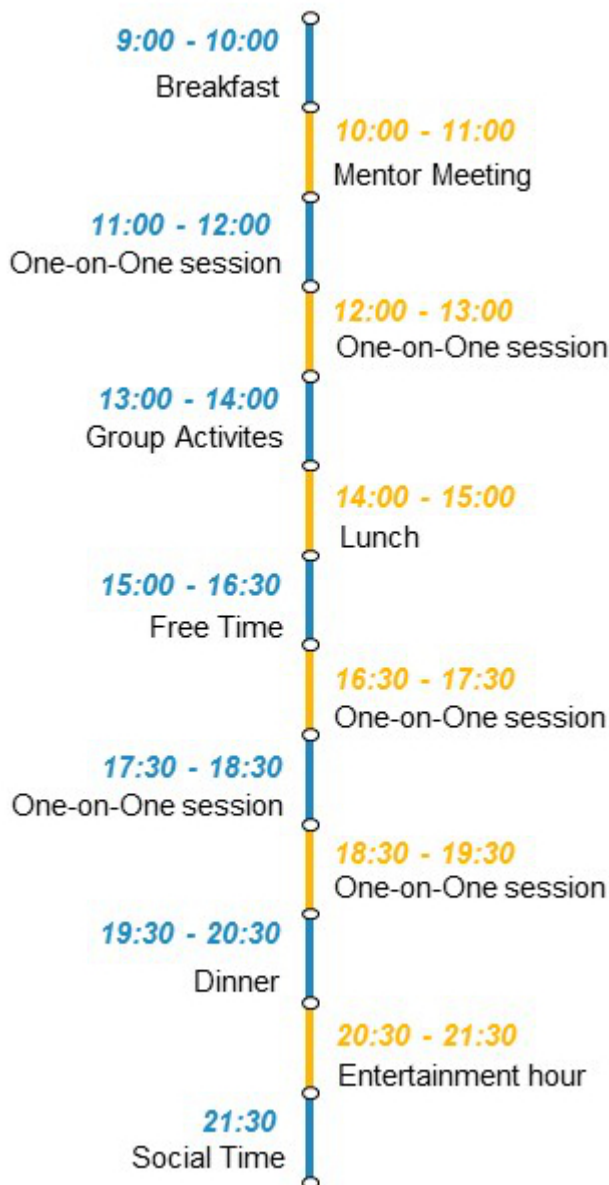 9:00 - 10:00
Breakfast
10:00 - 11:00
Mentor Meeting
11:00 - 12:00
One-on-One session
12:00 - 13:00
One-on-One session
13:00 - 14:00
Group Activites
14:00 - 15:00
Lunch
15:00 - 16:30
Free Time
16:30 - 17:30
One-on-One session
17:30 - 18:30
One-on-One session
18:30 - 19:30
One-on-One session
19:30 - 20:30
Dinner
20:30 - 21:30
Entertainment hour
21:30
Social Time